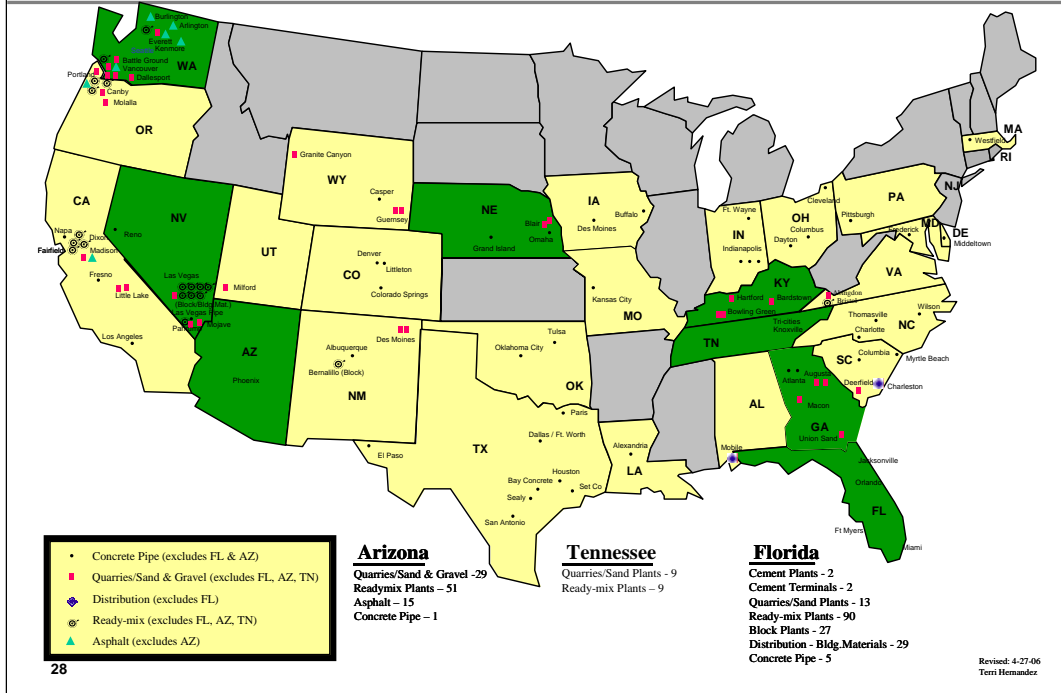 Burlington
Arlington
Everett
Kenmore
Seattle
WA
Battle Ground
Vancouver
Portland
Dallesport
Canby
Molalla
OR
MA
Westfield
RI
Granite Canyon
WY
Casper
Guernsey
NE
Blair
Omaha
Grand Island
IA
Buffalo
Des Moines
Ft. Wayne
IN
Indianapolis
Cleveland
OH
Columbus
Dayton
PA
Pittsburgh
NJ
MD
DE
Frederick
Middeltown
CA
Napa
Dixon
Fairfield
Madison
Fresno
Little Lake
Los Angeles
NV
Reno
Las Vegas
(Block/Bldg.Mat.)
Las Vegas Pipe
Mojave
UT
Milford
CO
Denver
Littleton
Colorado Springs
Kansas City
MO
KY
Hartford
Bardstown
Bowling Green
Abingdon
Bristol
VA
TN
Tri-cities
Knoxville
Wilson
Thomasville
NC
Charlotte
SC
Columbia
Myrtle Beach
Deerfield
Charleston
AZ
Phoenix
Des Moines
Albuquerque
Bernalillo (Block)
NM
Tulsa
Oklahoma City
OK
Paris
Dallas / Ft. Worth
TX
El Paso
Houston
Bay Concrete
Set Co
Sealy
San Antonio
Alexandria
LA
AL
Mobile
Atlanta
Augusta
Macon
GA
Union Sand
Jacksonville
Orlando
FL
Ft Myers
Miami
Concrete Pipe (excludes FL & AZ)
Quarries/Sand & Gravel (excludes FL, AZ, TN)
Distribution (excludes FL)
Ready-mix (excludes FL, AZ, TN)
Asphalt (excludes AZ)
28
Arizona
Quarries/Sand & Gravel -29
Readymix Plants – 51
Asphalt – 15
Concrete Pipe – 1
Tennessee
Quarries/Sand Plants - 9
Ready-mix Plants – 9
Florida
Cement Plants - 2
Cement Terminals - 2
Quarries/Sand Plants - 13
Ready-mix Plants - 90
Block Plants - 27
Distribution - Bldg.Materials - 29
Concrete Pipe - 5
Revised: 4-27-06
Terri Hernandez